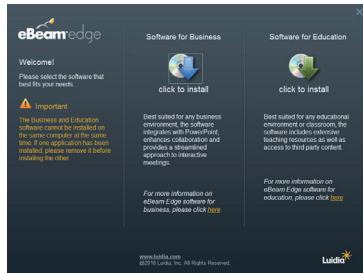 eBeam edge
Welcome!
Please select the software that
best fits your needs.
Important
The Business and Education
software cannot be installed on
the same computer at the same
time. If one application has been
installed, please remove it before
installing the other.
Software for Business
click to install
Best suited for any business
environment, the software
integrates with PowerPoint,
enhances collaboration and
provides a streamlined
approach to interactive
meetings.
For more information on
eBeam Edge software for
business, please click here
Software for Education
click to install
Best suited for any educational
environment or classroom, the
software includes extensive
teaching resources as well as
access to third party content.
For more information on
eBeam Edge software for
education, please click here
www.luidia.com
@2010 Luidia, Inc. All Rights Reserved.
Luidia